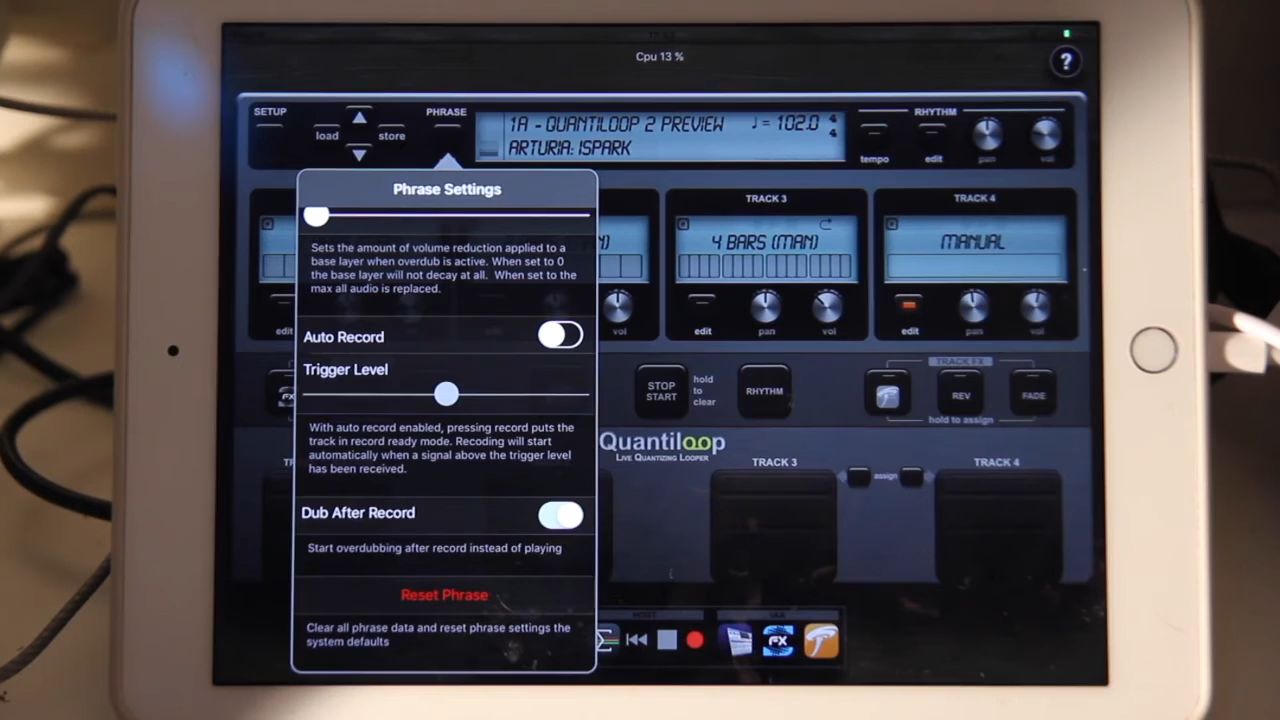 Cpu 13 %
?
SETUP
load
store
PHRASE
1A - QUANTILOOP 2 PREVIEW
♩ = 102.0
4
4
ARTURIA: ISPARK
RHYTHM
tempo
edit
pan
vol
Phrase Settings
Sets the amount of volume reduction applied to a
base layer when overdub is active. When set to 0
the base layer will not decay at all. When set to the
max all audio is replaced.
Auto Record
Trigger Level
With auto record enabled, pressing record puts the
track in record ready mode. Recoding will start
automatically when a signal above the trigger level
has been received.
Dub After Record
Start overdubbing after record instead of playing
Reset Phrase
Clear all phrase data and reset phrase settings the
system defaults
edit
vol
TRACK 3
4 BARS (MAN)
edit
pan
vol
TRACK 4
MANUAL
edit
pan
vol
FX
STOP
START
hold
to
clear
RHYTHM
TRACK FX
REV
FADE
hold to assign
Quantiloop
LIVE QUANTIZING LOOPER
TRACK 3
assign
TRACK 4
HOST
IAA
FX